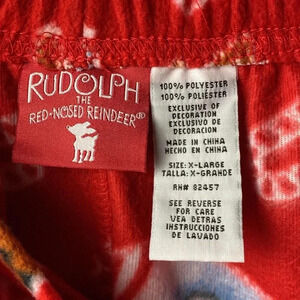 RUDOLPH
THE
RED-NOSED REINDEER®
100% POLYESTER
100% POLIÉSTER
EXCLUSIVE OF
DECORATION
EXCLUSIVO DE
DECORACION
MADE IN CHINA
HECHO EN CHINA
SIZE: X-LARGE
TALLA: X-GRANDE
RN# 82457
SEE REVERSE
FOR CARE
VEA DETRAS
INSTRUCCIONES
DE LAVADO